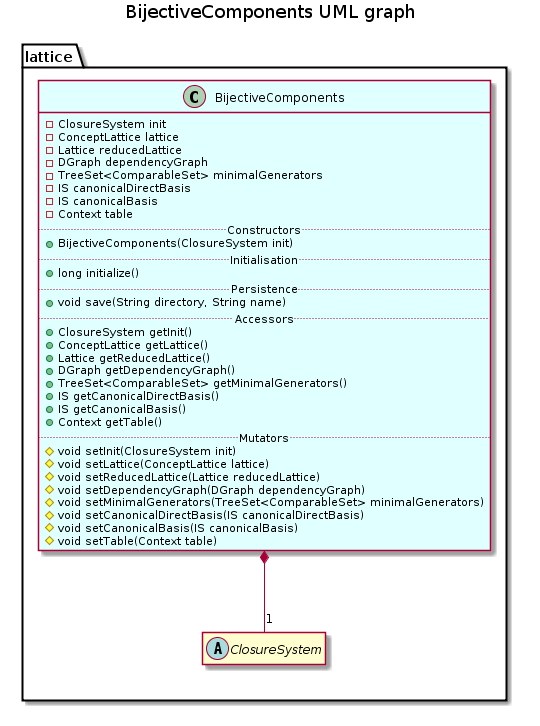 BijectiveComponents UML graph
lattice
C BijectiveComponents
ClosureSystem init
ConceptLattice lattice
Lattice reducedLattice
DGraph dependencyGraph
TreeSet<ComparableSet> minimalGenerators
IS canonicalDirectBasis
IS canonicalBasis
Context table
Constructors
BijectiveComponents(ClosureSystem init)
Initialisation
long initialize()
Persistence
void save(String directory, String name)
Accessors
ClosureSystem getInit()
ConceptLattice getLattice()
Lattice getReducedLattice()
DGraph getDependencyGraph()
TreeSet<ComparableSet> getMinimalGenerators()
IS getCanonicalDirectBasis()
IS getCanonicalBasis()
Context getTable()
Mutators
void setInit(ClosureSystem init)
void setLattice(ConceptLattice lattice)
void setReducedLattice(Lattice reducedLattice)
void setDependencyGraph(DGraph dependencyGraph)
void setMinimalGenerators(TreeSet<ComparableSet> minimalGenerators)
void setCanonicalDirectBasis(IS canonicalDirectBasis)
void setCanonicalBasis(IS canonicalBasis)
void setTable(Context table)
1
A ClosureSystem